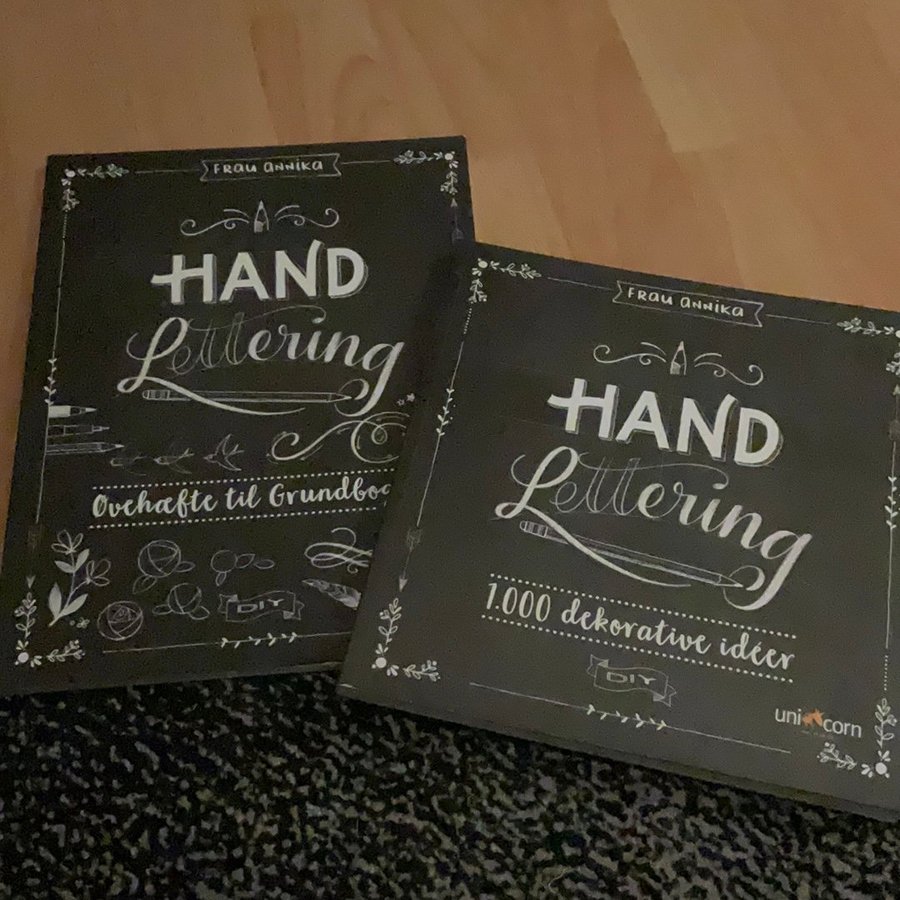 Frau Annika
HAND
Lettering
Øvehæfte til Grundbog
DIY
Frau Annika
HAND
Lettering
1.000 dekorative idéer
DIY
unicorn